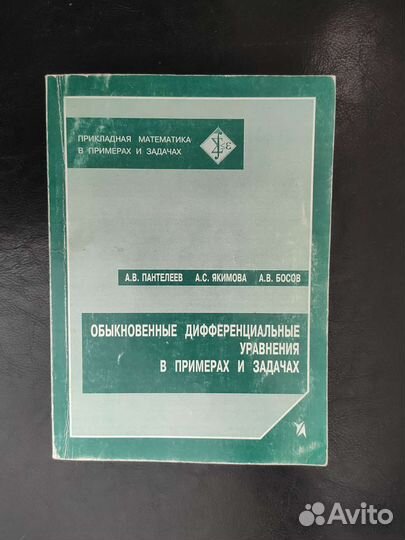 ПРИКЛАДНАЯ МАТЕМАТИКА
В ПРИМЕРАХ И ЗАДАЧАХ
А.В. ПАНТЕЛЕЕВ А.С. ЯКИМОВА А.В. БОСОВ
ОБЫКНОВЕННЫЕ ДИФФЕРЕНЦИАЛЬНЫЕ
УРАВНЕНИЯ
В ПРИМЕРАХ И ЗАДАЧАХ
Avito